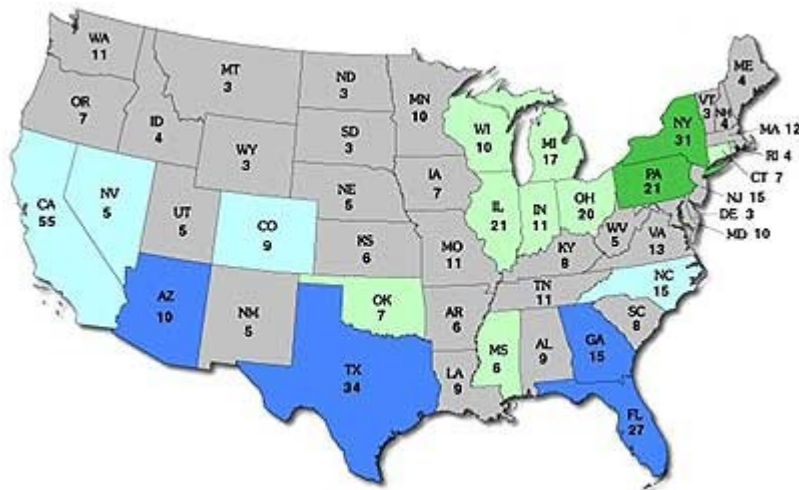 WA
11
MT
3
ND
3
MN
10
ME
4
VT
3
NH
4
OR
7
ID
4
WY
3
SD
3
WI
10
MI
17
NY
31
MA 12
RI 4
CT 7
IA
7
NE
5
PA
21
NJ 15
DE 3
MD 10
CA
55
NV
5
UT
5
CO
9
IL
21
IN
11
OH
20
WV
5
VA
13
KS
6
MO
11
KY
8
NC
15
AZ
10
NM
5
OK
7
AR
6
TN
11
SC
8
TX
34
LA
9
MS
6
AL
9
GA
15
FL
27